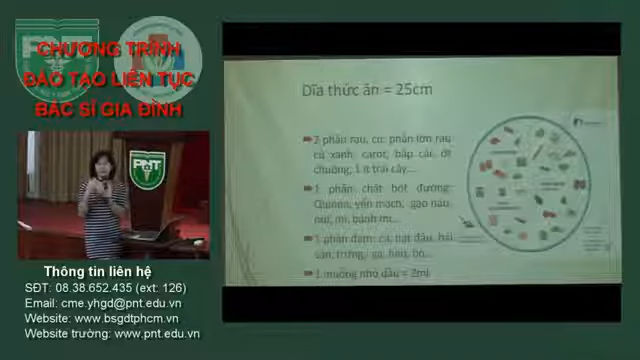 CHƯƠNG TRÌNH
ĐÀO TẠO LIÊN TỤC
BÁC SĨ GIA ĐÌNH
PNT
Thông tin liên hệ
SĐT: 08.38.652.435 (ext: 126)
Email: cme.yhgd@pnt.edu.vn
Website: www.bsgdtphcm.vn
Website trường: www.pnt.edu.vn
Dĩa thức ăn = 25cm
2 phần rau, củ: phần lớn rau
củ xanh, carot, bắp cải, ớt
chuông, 1 ít trái cây...
1 phần chất bột đường:
Quinoa, yến mạch, gạo nâu,
nui, mì, bánh mì...
1 phần đạm: cá, hạt đậu, hải
sản, trứng, gà, heo, bò...
1 muỗng nhỏ dầu = 2ml